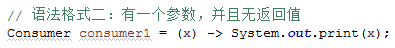 // 语法格式二：有一个参数，并且无返回值
Consumer consumer1 = (x) -> System.out.print(x);